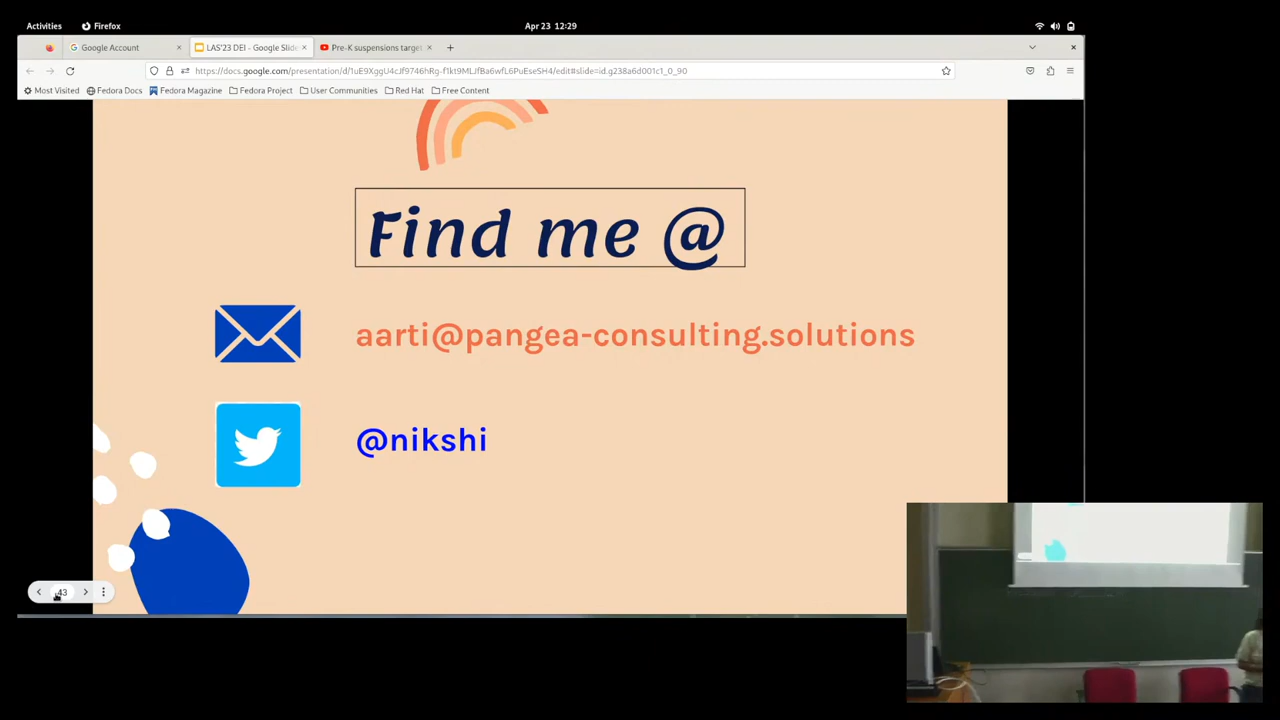 Activities
Firefox
Apr 23 12:29
Google Account
LAS'23 DEI - Google Slide
Pre-K suspensions target
https://docs.google.com/presentation/d/1uE9XggU4cJf9746hRg-f1kt9MLJfBa6wfL6PuEseSH4/edit#slide=id.g238a6d001c1_0_90
Most Visited
Fedora Docs
Fedora Magazine
Fedora Project
User Communities
Red Hat
Free Content
Find me @
aarti@pangea-consulting.solutions
@nikshi
43